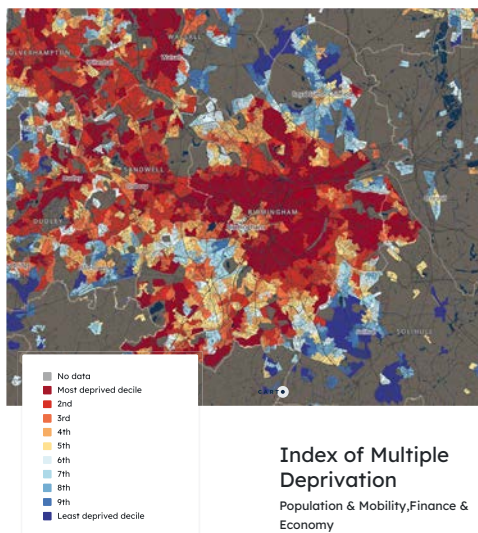 WALSALL
SANDWELL
DUDLEY
BIRMINGHAM
SOLIHULL
CARTO
No data
Most deprived decile
2nd
3rd
4th
5th
6th
7th
8th
9th
Least deprived decile
Index of Multiple
Deprivation
Population & Mobility,Finance &
Economy